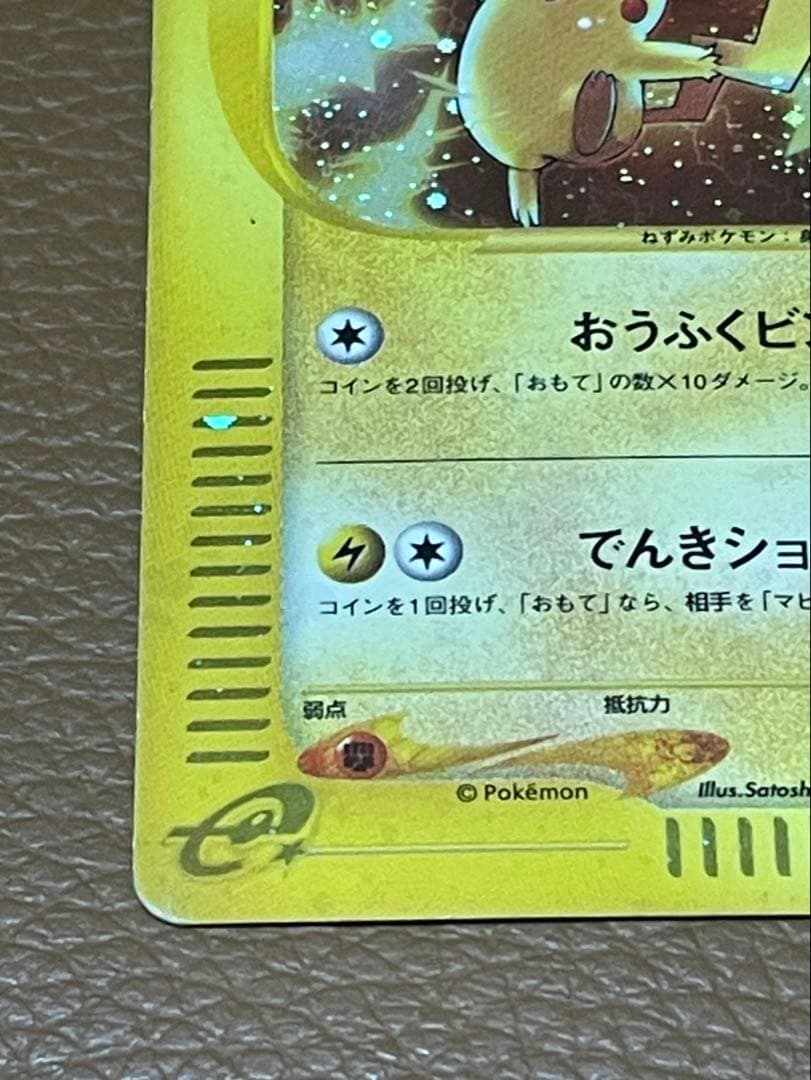 ねずみポケモン：
おうふくビ
コインを2回投げ、「おもて」の数×10ダメージ。
でんきショ
コインを1回投げ、「おもて」なら、相手を「マヒ
弱点
抵抗力
© Pokémon
Illus.Satosh
e